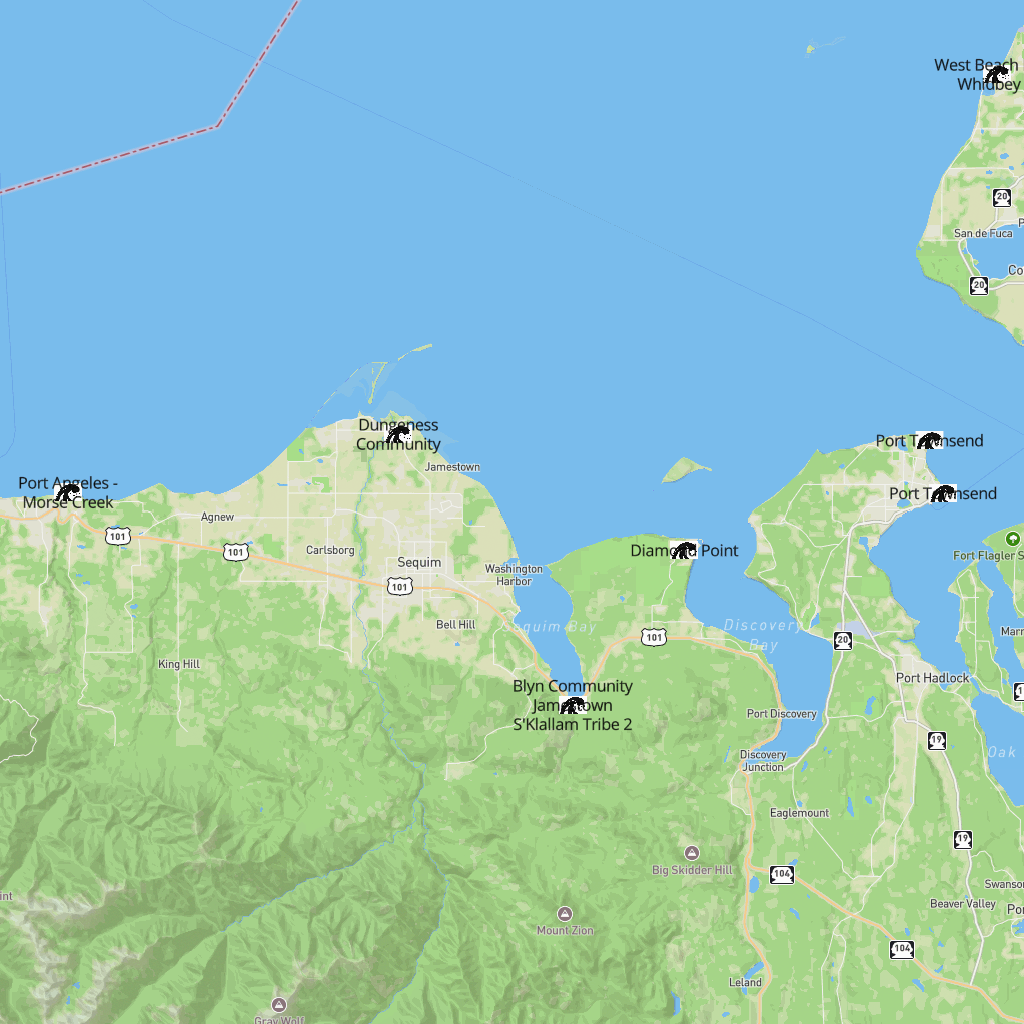 West Beach
Whidbey
20
San de Fuca
20
Dungeness
Community
Jamestown
Port Townsend
Port Angeles -
Morse Creek
Port Townsend
Agnew
101
101
Carlsborg
Sequim
101
Washington
Harbor
Diamond Point
Fort Flagler S
Bell Hill
Sequim Bay
101
Discovery
Bay
20
King Hill
Port Hadlock
Blyn Community
Jamestown
S'Klallam Tribe 2
Port Discovery
19
Oak
Discovery
Junction
Eaglemount
19
Big Skidder Hill
104
Swanson
Beaver Valley
int
Mount Zion
104
Leland
Gray Wolf